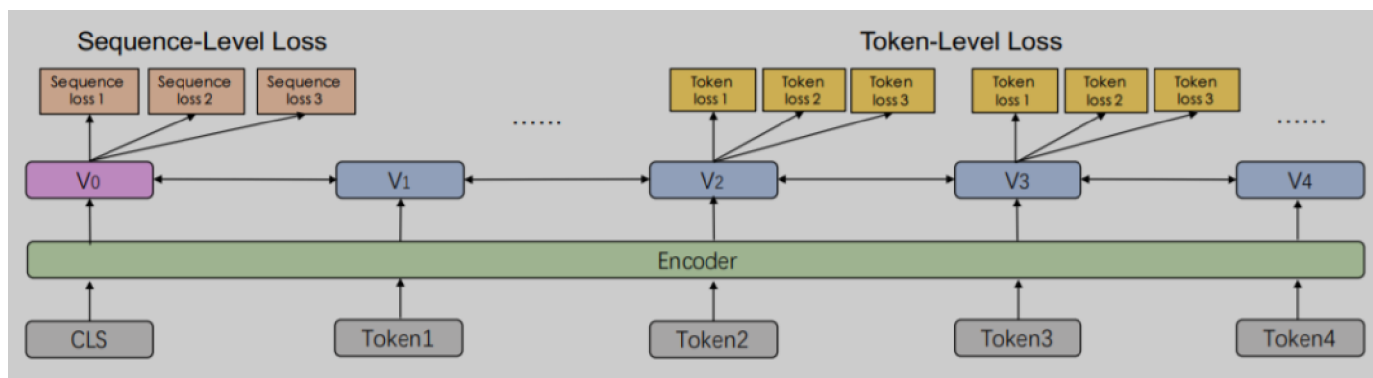 Sequence-Level Loss
Token-Level Loss
Sequence
loss 1
Sequence
loss 2
Sequence
loss 3
Token
loss 1
Token
loss 2
Token
loss 3
Token
loss 1
Token
loss 2
Token
loss 3
......
......
V0
V1
V2
V3
V4
Encoder
CLS
Token1
Token2
Token3
Token4